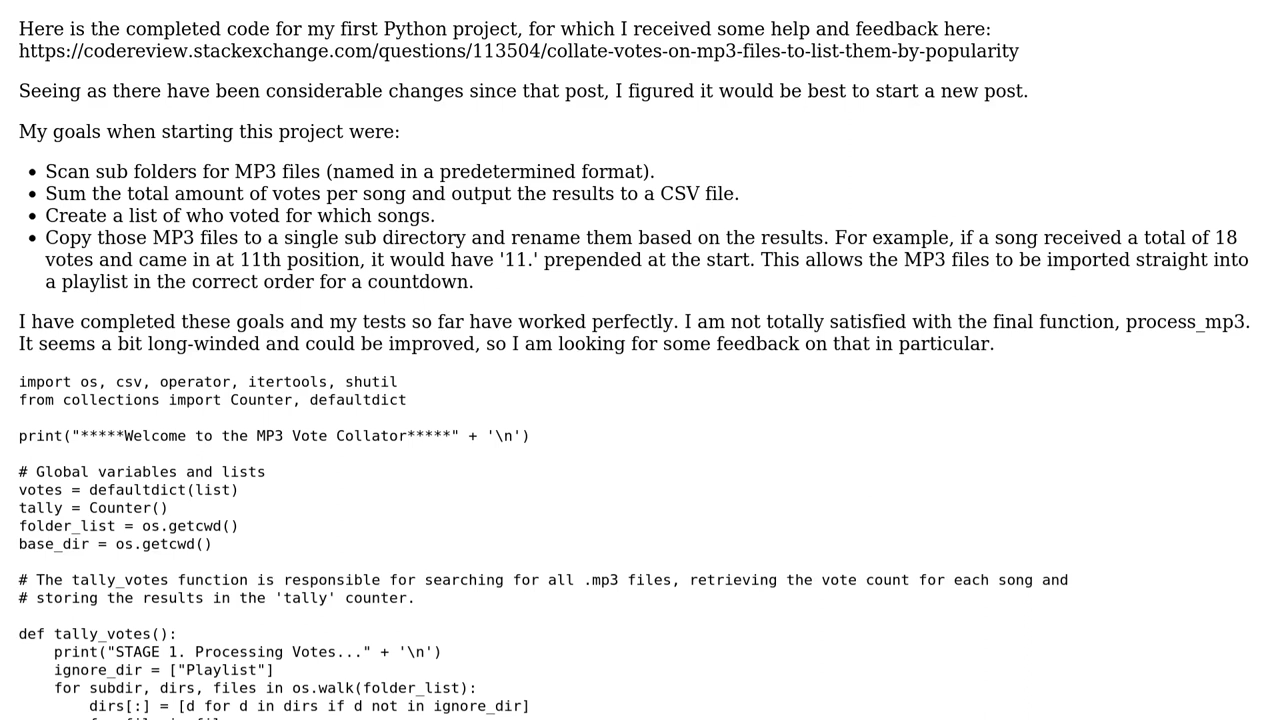 Here is the completed code for my first Python project, for which I received some help and feedback here:
https://codereview.stackexchange.com/questions/113504/collate-votes-on-mp3-files-to-list-them-by-popularity
Seeing as there have been considerable changes since that post, I figured it would be best to start a new post.
My goals when starting this project were:
• Scan sub folders for MP3 files (named in a predetermined format).
• Sum the total amount of votes per song and output the results to a CSV file.
• Create a list of who voted for which songs.
• Copy those MP3 files to a single sub directory and rename them based on the results. For example, if a song received a total of 18
votes and came in at 11th position, it would have '11.' prepended at the start. This allows the MP3 files to be imported straight into
a playlist in the correct order for a countdown.
I have completed these goals and my tests so far have worked perfectly. I am not totally satisfied with the final function, process_mp3.
It seems a bit long-winded and could be improved, so I am looking for some feedback on that in particular.
import os, csv, operator, itertools, shutil
from collections import Counter, defaultdict
print("*****Welcome to the MP3 Vote Collator*****" + '\n')
# Global variables and lists
votes = defaultdict(list)
tally = Counter()
folder_list = os.getcwd()
base_dir = os.getcwd()
# The tally_votes function is responsible for searching for all .mp3 files, retrieving the vote count for each song and
# storing the results in the 'tally' counter.
def tally_votes():
    print("STAGE 1. Processing Votes..." + '\n')
    ignore_dir = ["Playlist"]
    for subdir, dirs, files in os.walk(folder_list):
        dirs[:] = [d for d in dirs if d not in ignore_dir]